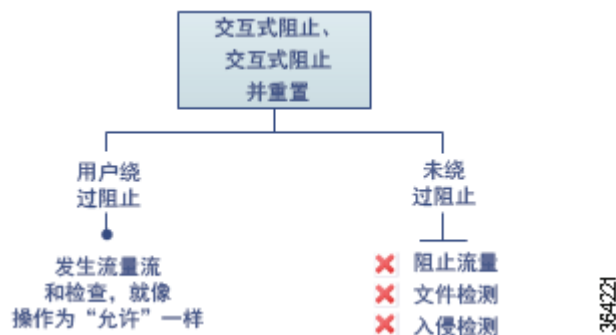 交互式阻止、
交互式阻止
并重置
用户绕
过阻止
未绕
过阻止
发生流量流
和检查，就像
操作为“允许”一样
阻止流量
文件检测
入侵检测
364221